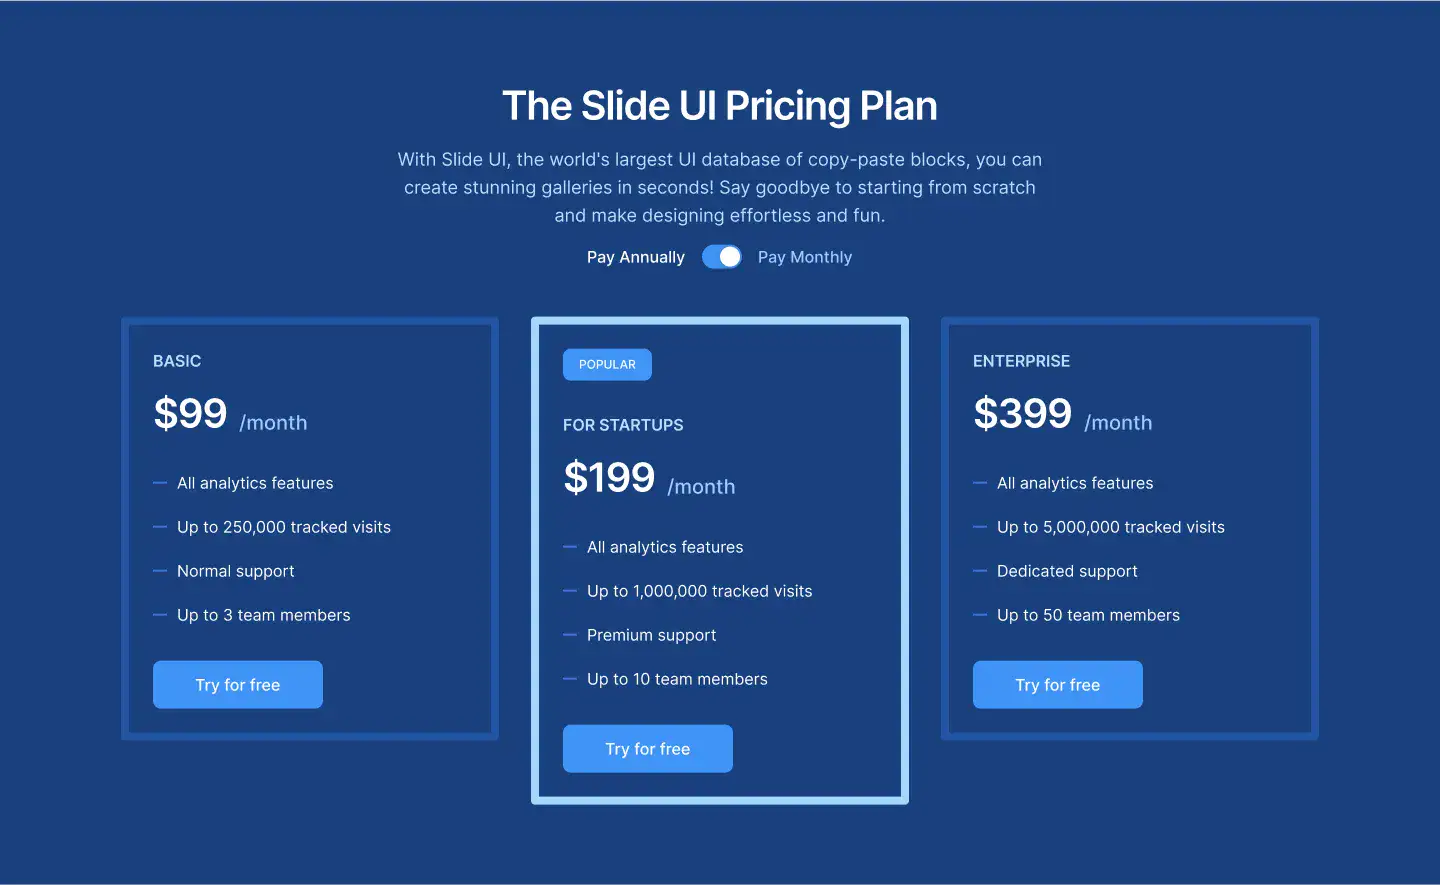 The Slide UI Pricing Plan
With Slide UI, the world's largest UI database of copy-paste blocks, you can
create stunning galleries in seconds! Say goodbye to starting from scratch
and make designing effortless and fun.
Pay Annually Pay Monthly
BASIC
$99 /month
All analytics features
Up to 250,000 tracked visits
Normal support
Up to 3 team members
Try for free
POPULAR
FOR STARTUPS
$199 /month
All analytics features
Up to 1,000,000 tracked visits
Premium support
Up to 10 team members
Try for free
ENTERPRISE
$399 /month
All analytics features
Up to 5,000,000 tracked visits
Dedicated support
Up to 50 team members
Try for free